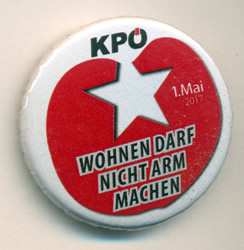 KPÖ
1.Mai
2017
WOHNEN DARF
NICHT ARM
MACHEN